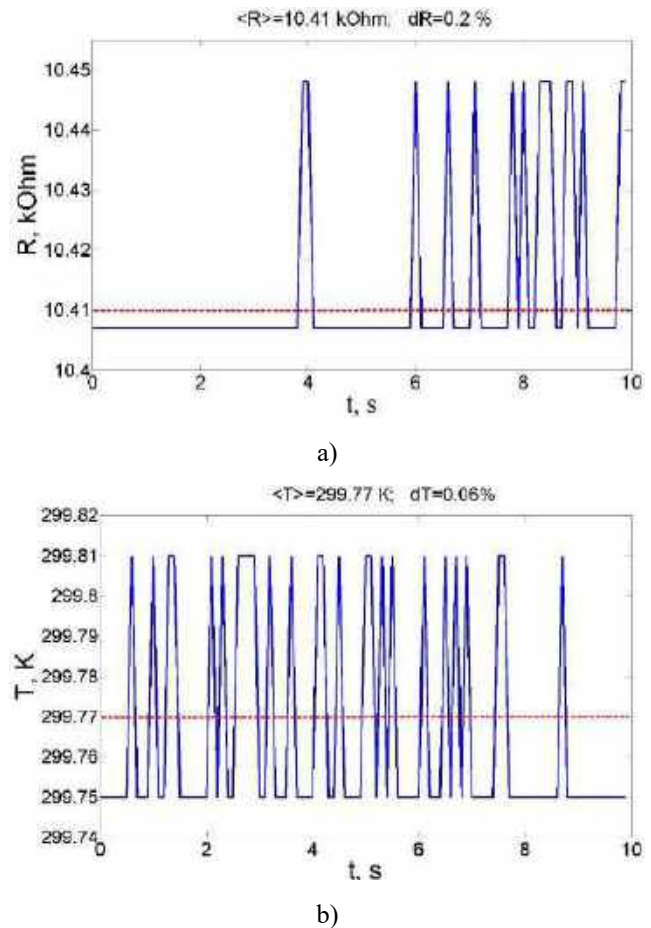 <R>=10.41 kOhm, dR=0.2 %
10.45
10.44
10.43
10.42
10.41
10.4
R, kOhm
0 2 4 6 8 10
t, s
a)
<T>=299.77 K; dT=0.06%
299.82
299.81
299.8
299.79
299.78
299.77
299.76
299.75
299.74
T, K
0 2 4 6 8 10
t, s
b)